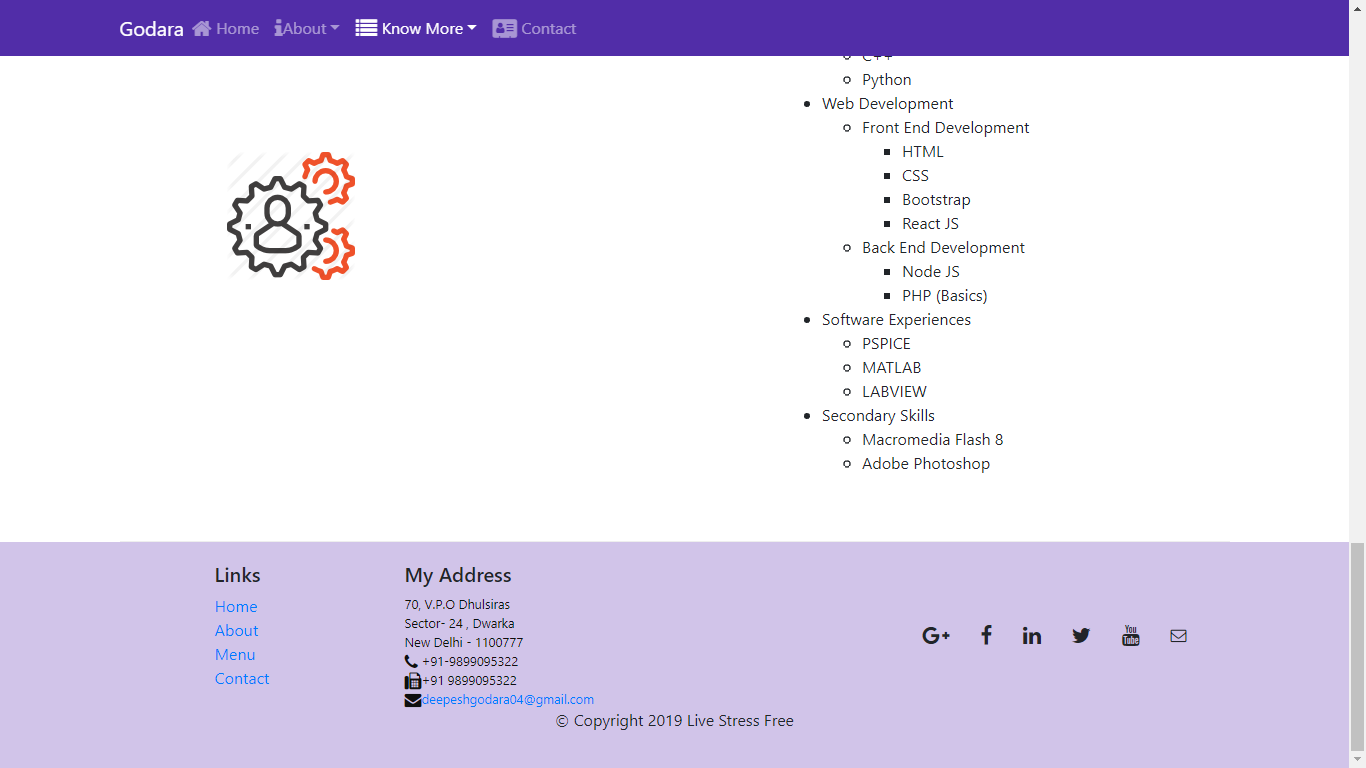 Godara Home About Know More Contact
C++
Python
Web Development
Front End Development
HTML
CSS
Bootstrap
React JS
Back End Development
Node JS
PHP (Basics)
Software Experiences
PSPICE
MATLAB
LABVIEW
Secondary Skills
Macromedia Flash 8
Adobe Photoshop
Links
Home
About
Menu
Contact
My Address
70, V.P.O Dhulsiras
Sector- 24 , Dwarka
New Delhi - 1100777
+91-9899095322
+91 9899095322
deepeshgodara04@gmail.com
G+ f in You Tube
© Copyright 2019 Live Stress Free